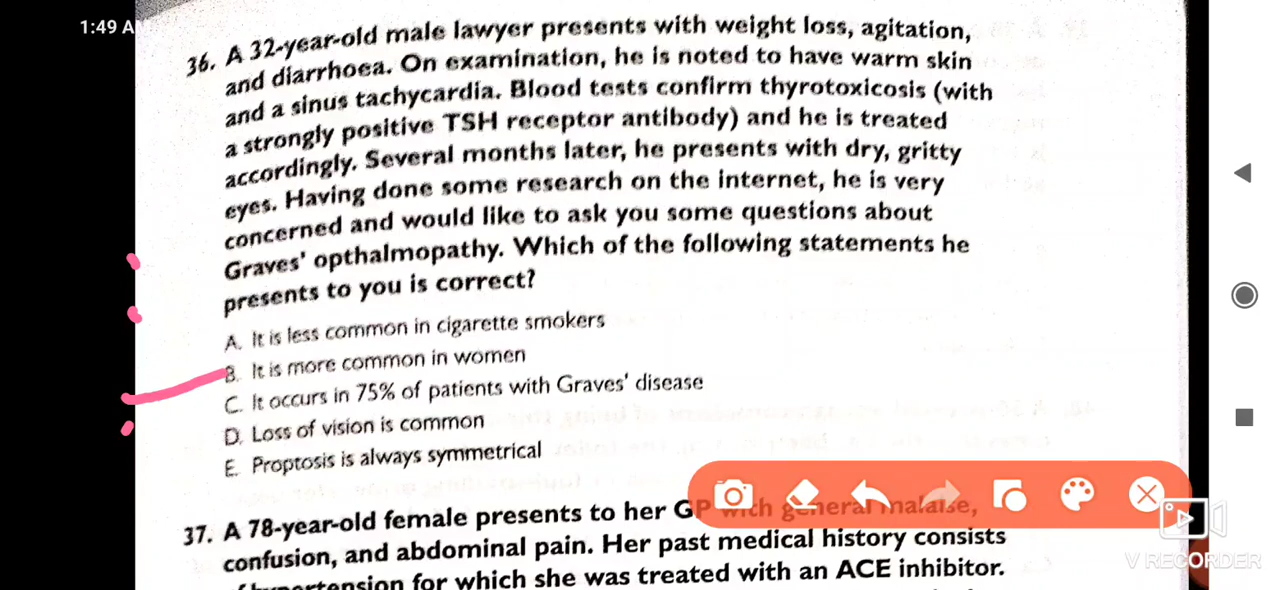 1:49 A
36. A 32-year-old male lawyer presents with weight loss, agitation,
and diarrhoea. On examination, he is noted to have warm skin
and a sinus tachycardia. Blood tests confirm thyrotoxicosis (with
a strongly positive TSH receptor antibody) and he is treated
accordingly. Several months later, he presents with dry, gritty
eyes. Having done some research on the internet, he is very
concerned and would like to ask you some questions about
Graves' opthalmopathy. Which of the following statements he
presents to you is correct?
A. It is less common in cigarette smokers
B. It is more common in women
C. It occurs in 75% of patients with Graves' disease
D. Loss of vision is common
E. Proptosis is always symmetrical
37. A 78-year-old female presents to her GP with general malaise,
confusion, and abdominal pain. Her past medical history consists
of hypertension for which she was treated with an ACE inhibitor.
V RECORDER